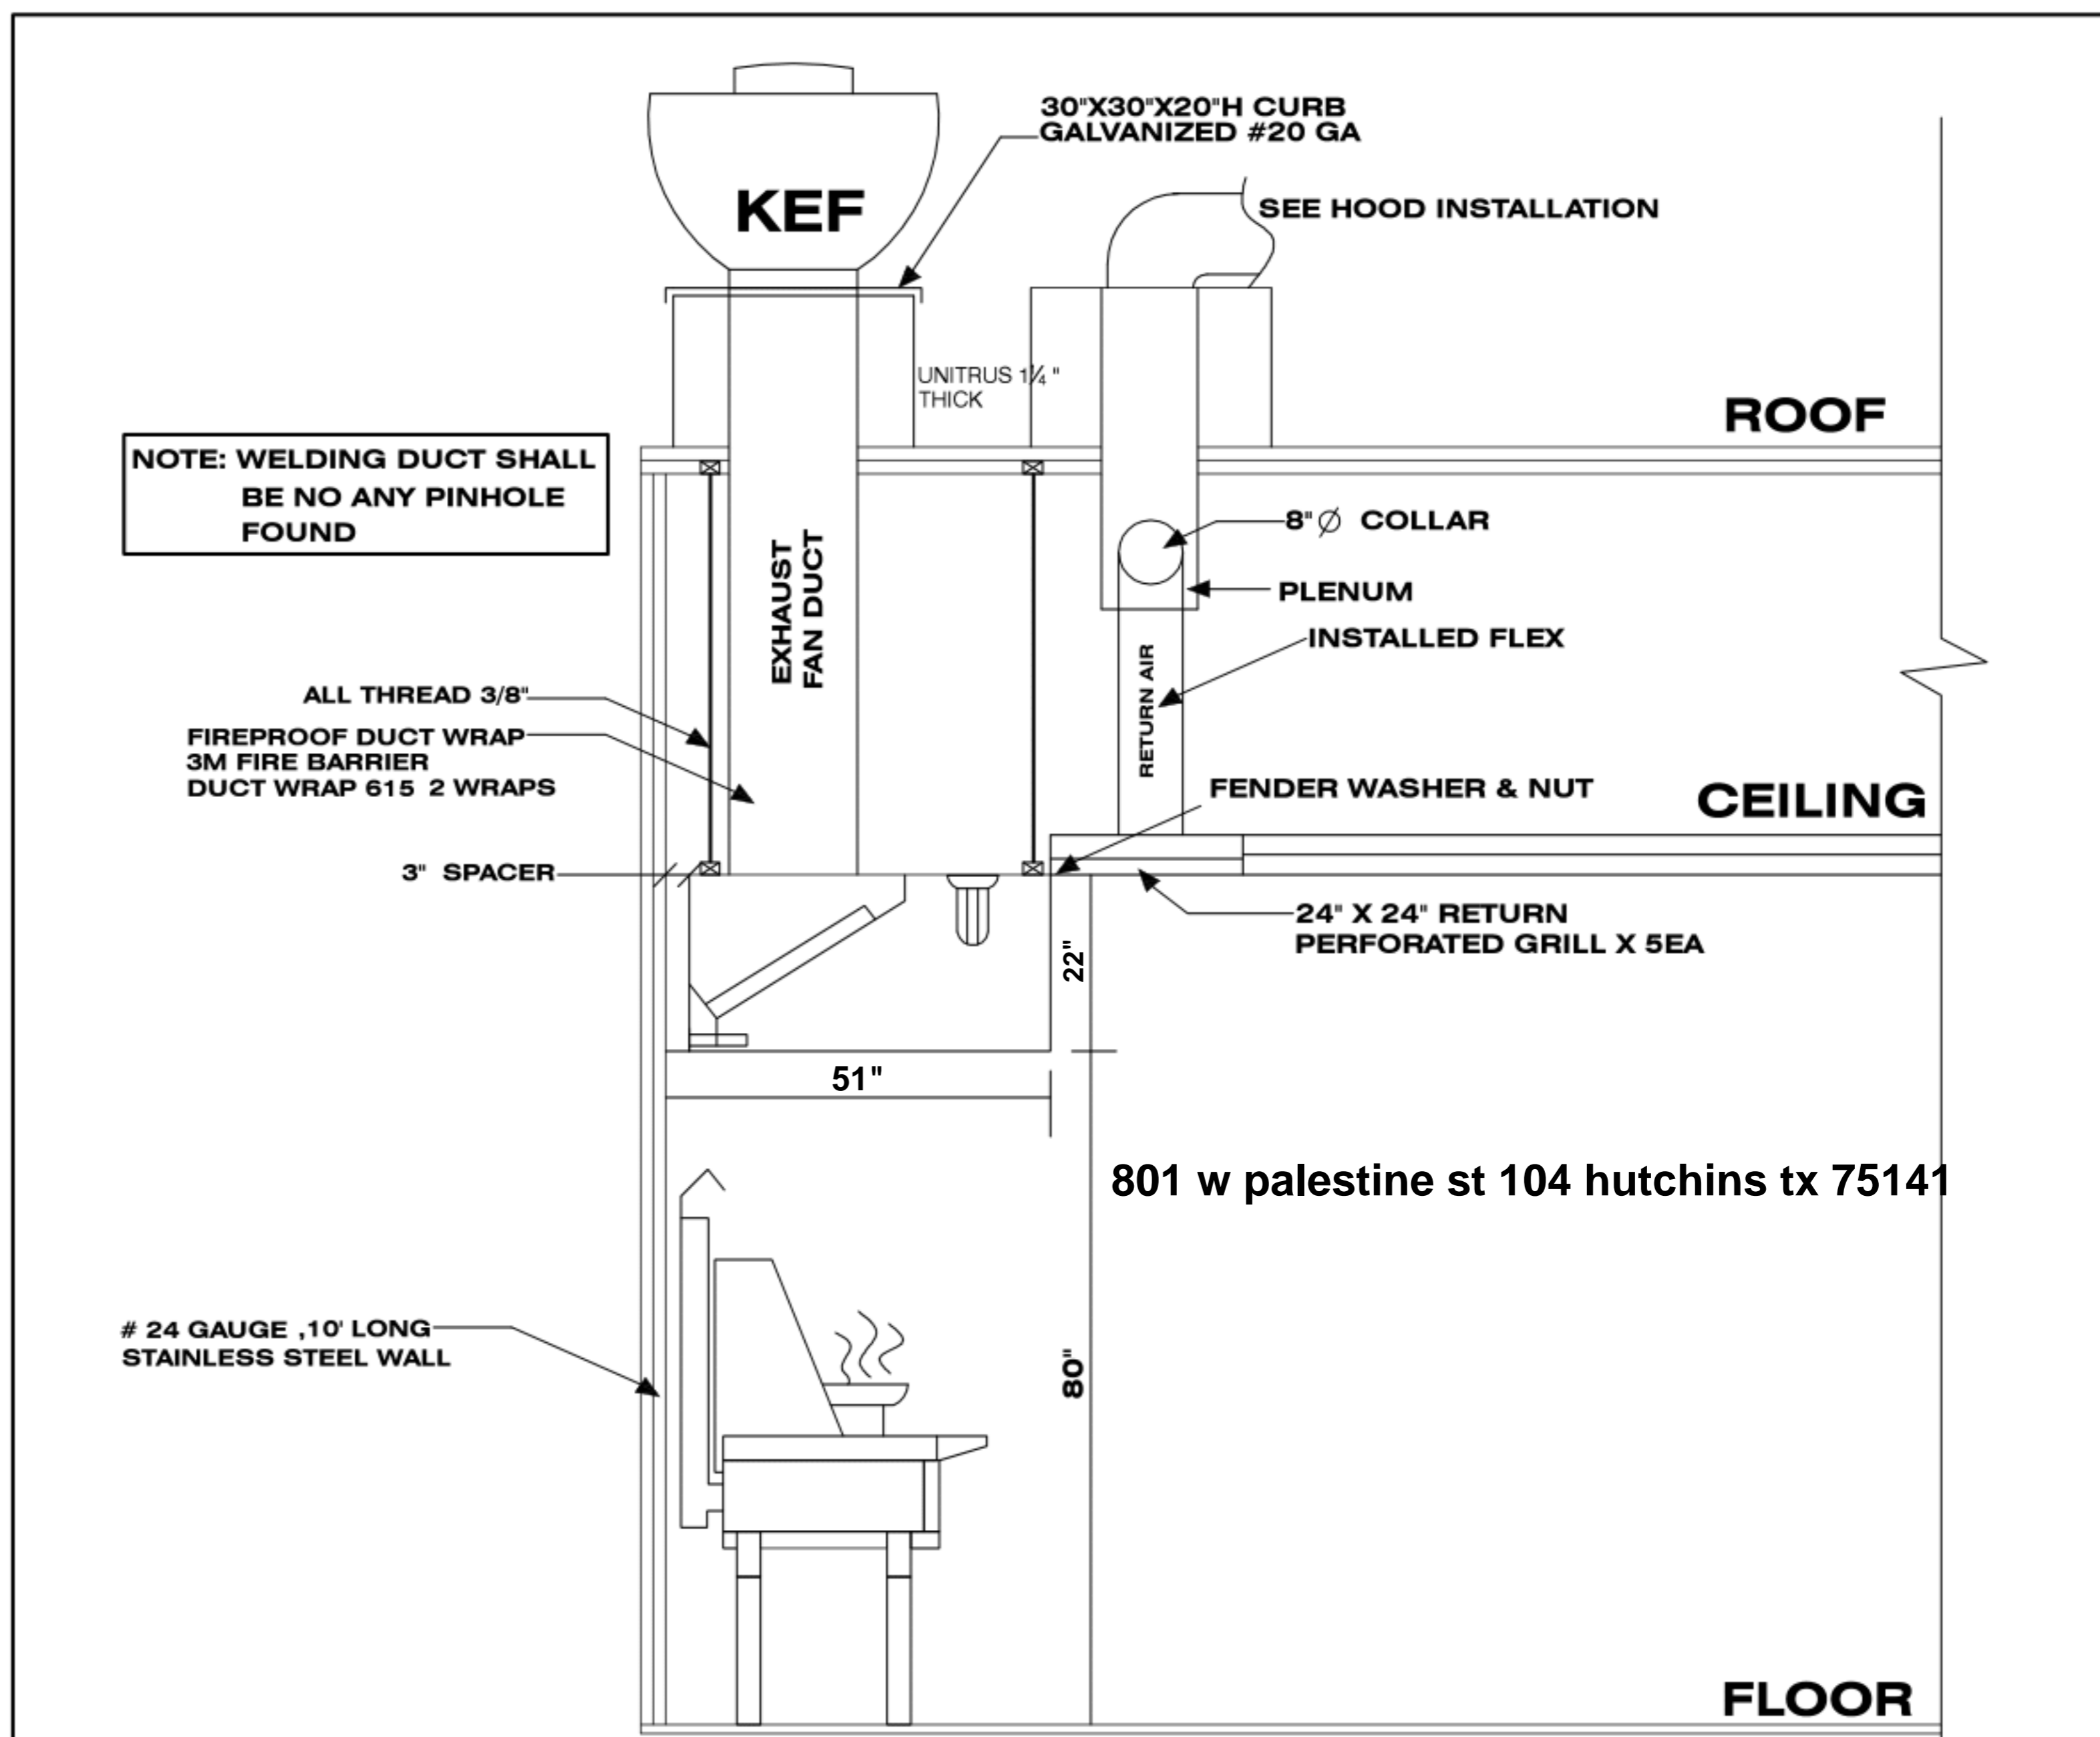 30"X30"X20"H CURB
GALVANIZED #20 GA
KEF
SEE HOOD INSTALLATION
UNITRUS 1¼ "
THICK
ROOF
NOTE: WELDING DUCT SHALL
BE NO ANY PINHOLE
FOUND
8"∅ COLLAR
EXHAUST
FAN DUCT
PLENUM
INSTALLED FLEX
RETURN AIR
ALL THREAD 3/8"
FIREPROOF DUCT WRAP
3M FIRE BARRIER
DUCT WRAP 615 2 WRAPS
FENDER WASHER & NUT
CEILING
3" SPACER
24" X 24" RETURN
PERFORATED GRILL X 5EA
22"
51"
801 w palestine st 104 hutchins tx 75141
# 24 GAUGE ,10' LONG
STAINLESS STEEL WALL
80"
FLOOR